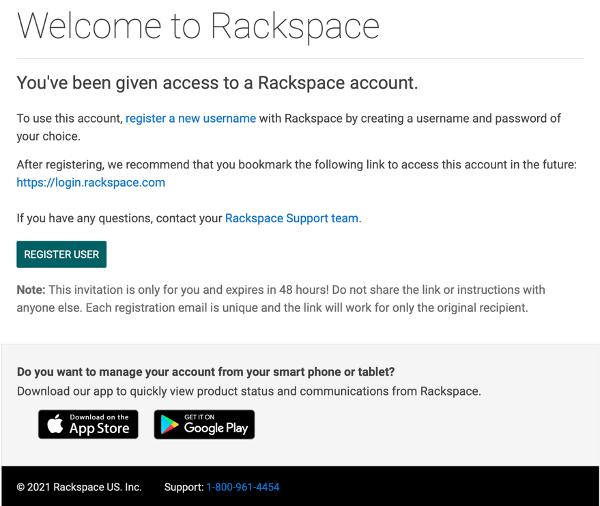 Welcome to Rackspace
You've been given access to a Rackspace account.
To use this account, register a new username with Rackspace by creating a username and password of
your choice.
After registering, we recommend that you bookmark the following link to access this account in the future:
https://login.rackspace.com
If you have any questions, contact your Rackspace Support team.
REGISTER USER
Note: This invitation is only for you and expires in 48 hours! Do not share the link or instructions with
anyone else. Each registration email is unique and the link will work for only the original recipient.
Do you want to manage your account from your smart phone or tablet?
Download our app to quickly view product status and communications from Rackspace.
Download on the
App Store
GET IT ON
Google Play
© 2021 Rackspace US. Inc. Support: 1-800-961-4454